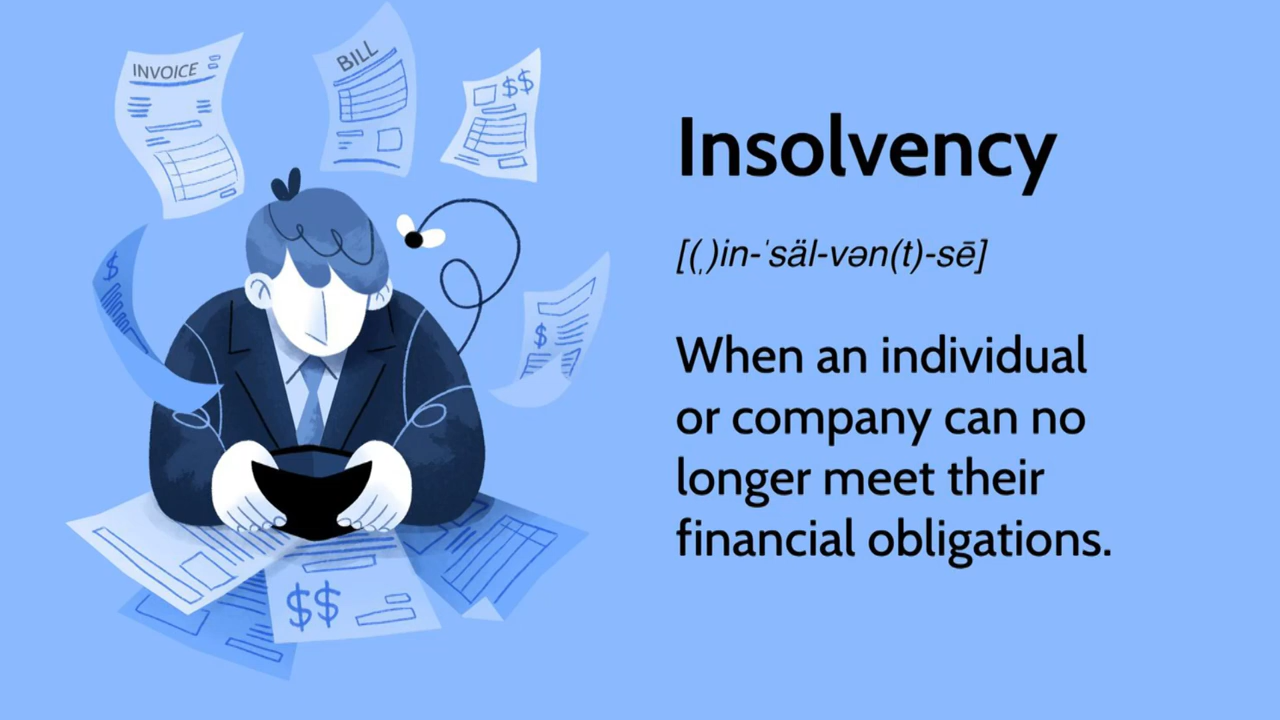 INVOICE
BILL
$$
$
$
$$
Insolvency
[(ˌ)in-ˈsäl-vən(t)-sē]
When an individual
or company can no
longer meet their
financial obligations.